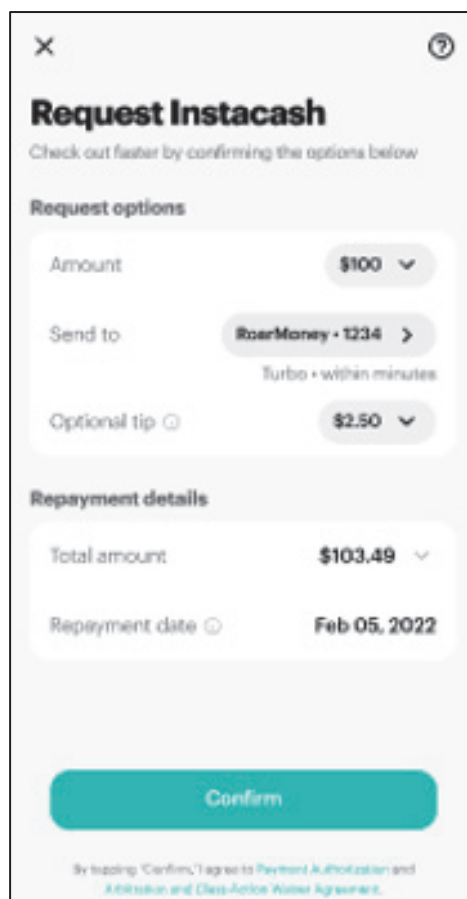 Request Instacash
Check out faster by confirming the options below
Request options
Amount $100
Send to RoarMoney • 1234
Turbo • within minutes
Optional tip $2.50
Repayment details
Total amount $103.49
Repayment date Feb 05, 2022
Confirm
By tapping "Confirm," I agree to Payment Authorization and
Arbitration and Class-Action Waiver Agreement.